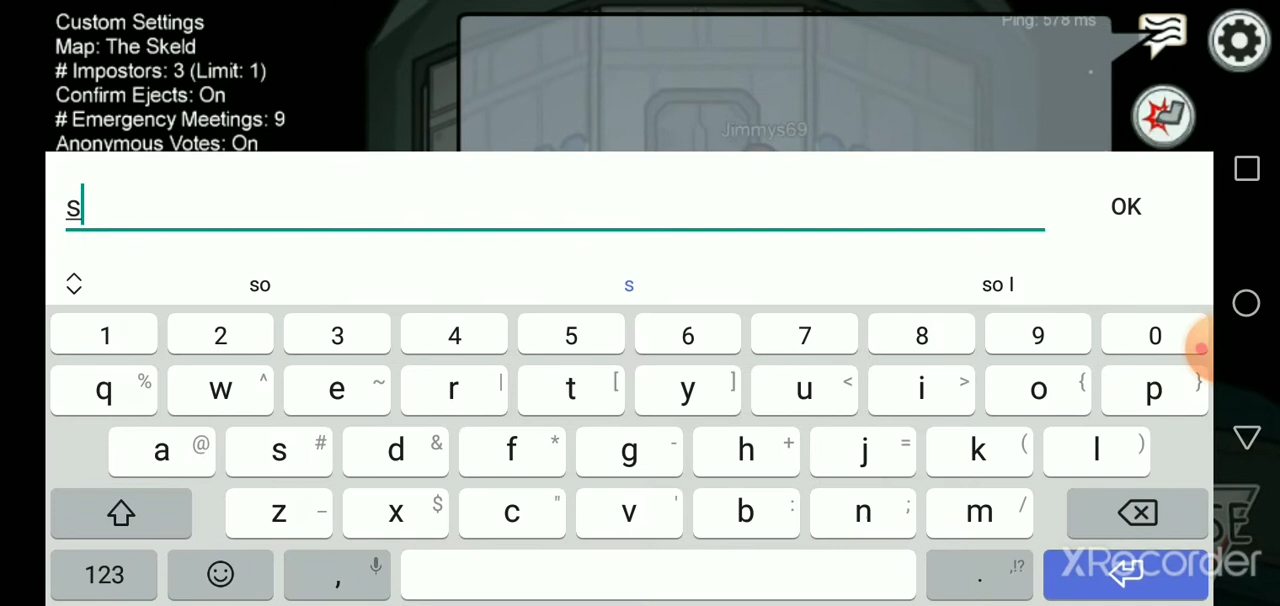 Custom Settings
Map: The Skeld
# Impostors: 3 (Limit: 1)
Confirm Ejects: On
# Emergency Meetings: 9
Anonymous Votes: On
Ping: 578 ms
Jimmys69
s
OK
so s so I
1 2 3 4 5 6 7 8 9 0
q % w ^ e ~ r | t [ y ] u < i > o { p }
a @ s # d & f * g - h + j = k ( l )
z _ x $ c " v ' b : n ; m /
123 , . ,!?
XRecorder